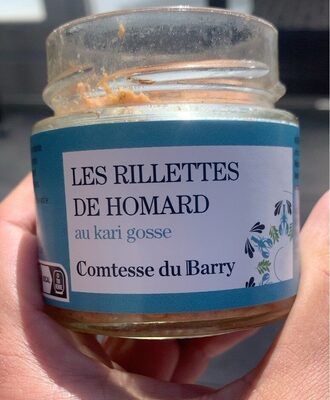 LES RILLETTES
DE HOMARD
au kari gosse
Comtesse du Barry